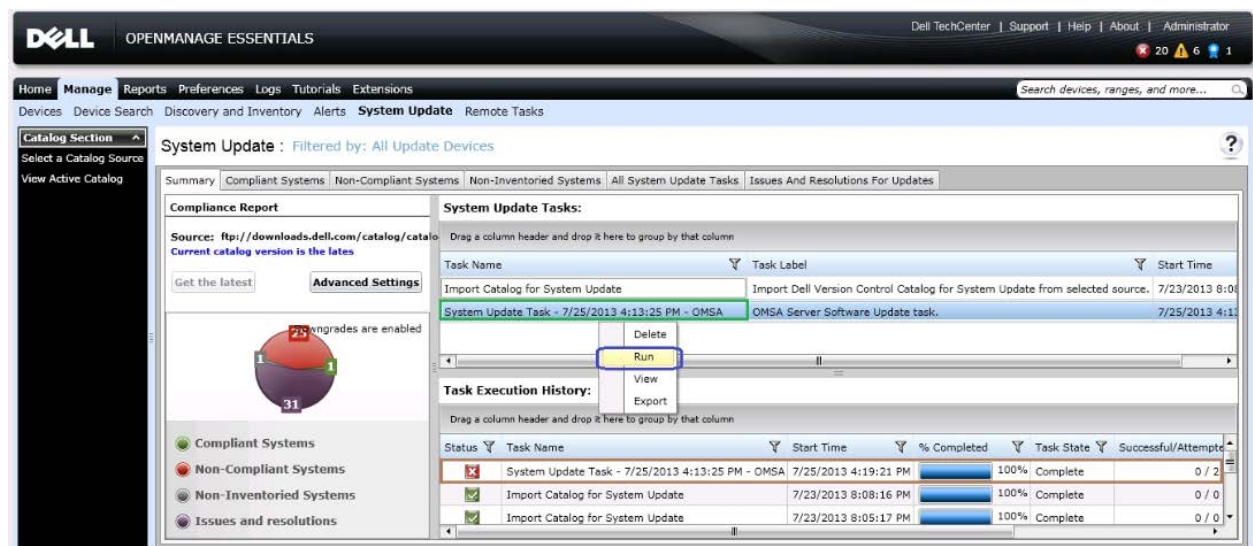 DELL OPENMANAGE ESSENTIALS
Dell TechCenter | Support | Help | About | Administrator
20 6 1
Home Manage Reports Preferences Logs Tutorials Extensions
Search devices, ranges, and more...
Devices Device Search Discovery and Inventory Alerts System Update Remote Tasks
Catalog Section
Select a Catalog Source
View Active Catalog
System Update : Filtered by: All Update Devices
?
Summary Compliant Systems Non-Compliant Systems Non-Inventoried Systems All System Update Tasks Issues And Resolutions For Updates
Compliance Report
Source: ftp://downloads.dell.com/catalog/catalo
Current catalog version is the lates
Get the latest Advanced Settings
wngrades are enabled
25
1
1
31
Compliant Systems
Non-Compliant Systems
Non-Inventoried Systems
Issues and resolutions
System Update Tasks:
Drag a column header and drop it here to group by that column
Task Name Task Label Start Time
Import Catalog for System Update Import Dell Version Control Catalog for System Update from selected source. 7/23/2013 8:08
System Update Task - 7/25/2013 4:13:25 PM - OMSA OMSA Server Software Update task. 7/25/2013 4:13
Delete
Run
View
Export
Task Execution History:
Drag a column header and drop it here to group by that column
Status Task Name Start Time % Completed Task State Successful/Attempte
System Update Task - 7/25/2013 4:13:25 PM - OMSA 7/25/2013 4:19:21 PM 100% Complete 0 / 2
Import Catalog for System Update 7/23/2013 8:08:16 PM 100% Complete 0 / 0
Import Catalog for System Update 7/23/2013 8:05:17 PM 100% Complete 0 / 0